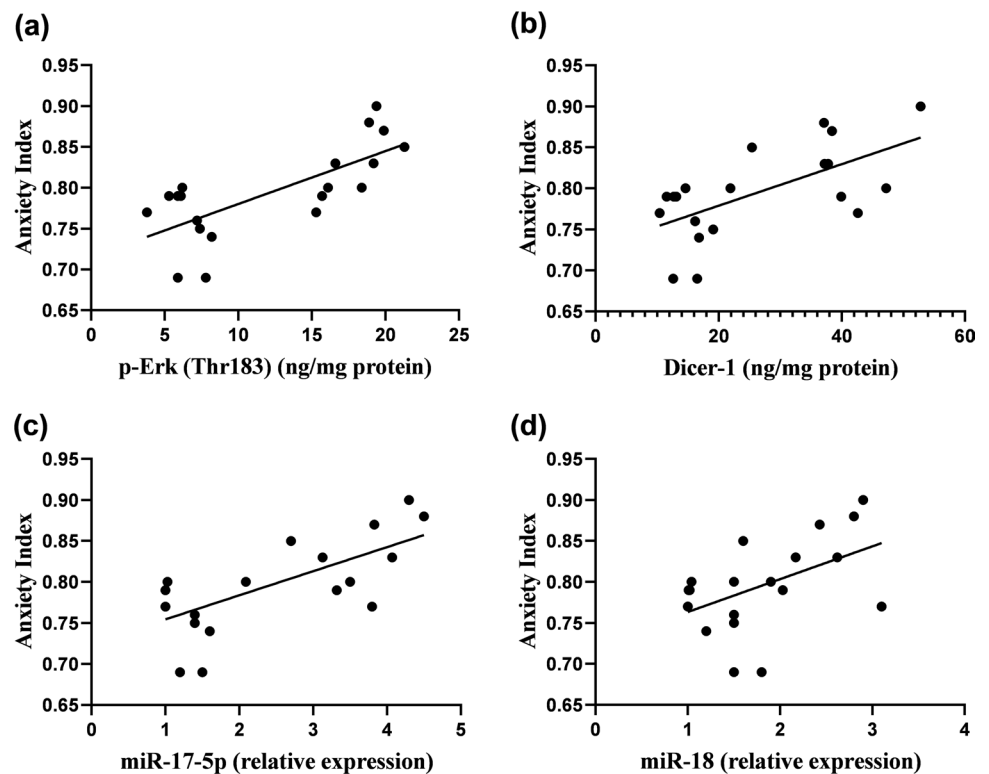 (a)
Anxiety Index
0.95
0.90
0.85
0.80
0.75
0.70
0.65
0 5 10 15 20 25
p-Erk (Thr183) (ng/mg protein)
(b)
Anxiety Index
0.95
0.90
0.85
0.80
0.75
0.70
0.65
0 20 40 60
Dicer-1 (ng/mg protein)
(c)
Anxiety Index
0.95
0.90
0.85
0.80
0.75
0.70
0.65
0 1 2 3 4 5
miR-17-5p (relative expression)
(d)
Anxiety Index
0.95
0.90
0.85
0.80
0.75
0.70
0.65
0 1 2 3 4
miR-18 (relative expression)